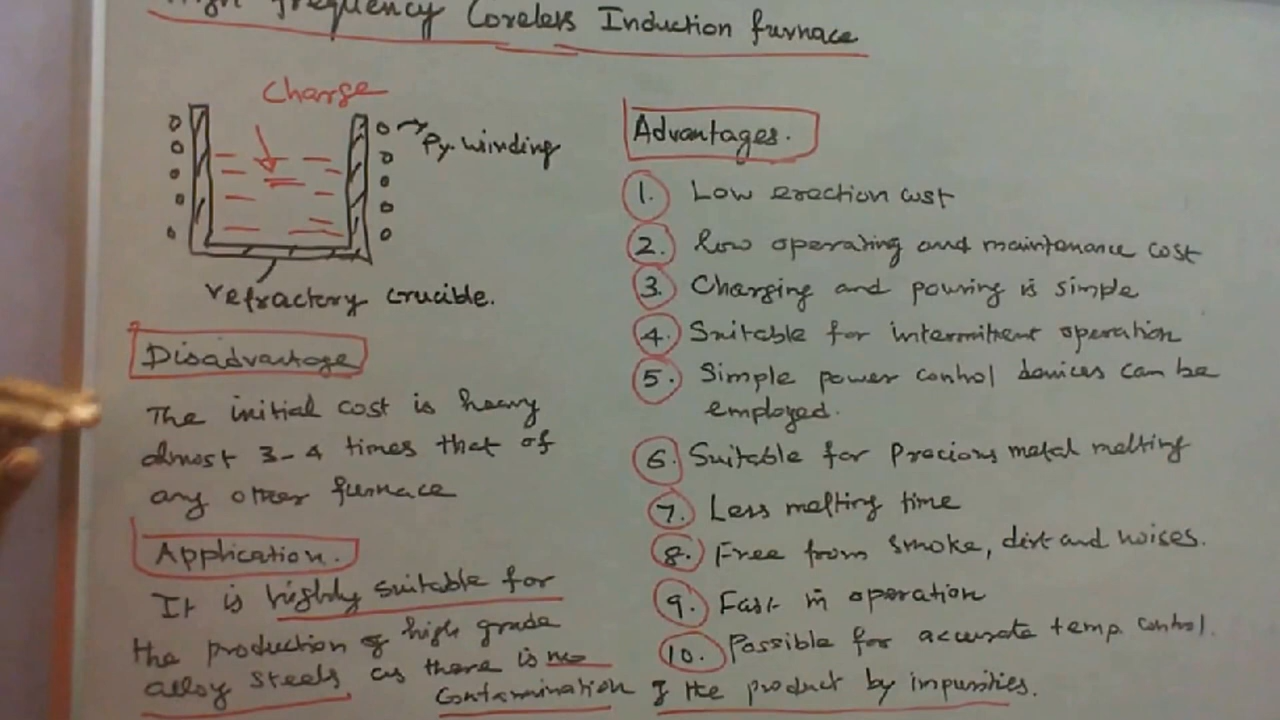 High frequency Coreless Induction furnace
Charge
Py. winding
refractory crucible.
Disadvantage
The initial cost is heavy
almost 3-4 times that of
any other furnace
Application.
It is highly suitable for
the production of high grade
alloy steels as there is no
contamination of the product by impurities.
Advantages.
1. Low erection cost
2. low operating and maintenance cost
3. Charging and pouring is simple
4. Suitable for intermittent operation
5. Simple power control devices can be
employed.
6. Suitable for Precious metal melting
7. Less melting time
8. Free from smoke, dirt and noises.
9. Fast in operation
10. Possible for accurate temp. control.